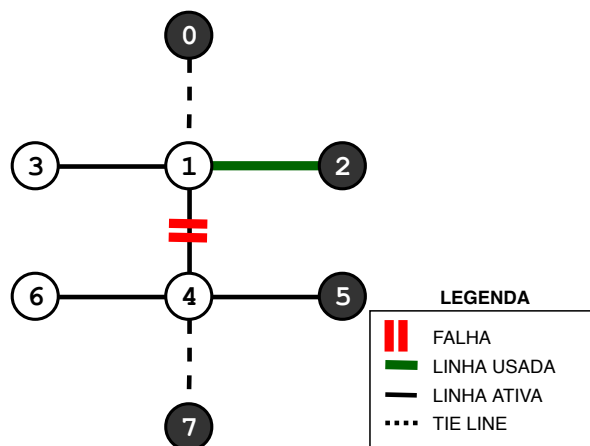 0
3 1 2
6 4 5
7
LEGENDA
FALHA
LINHA USADA
LINHA ATIVA
TIE LINE